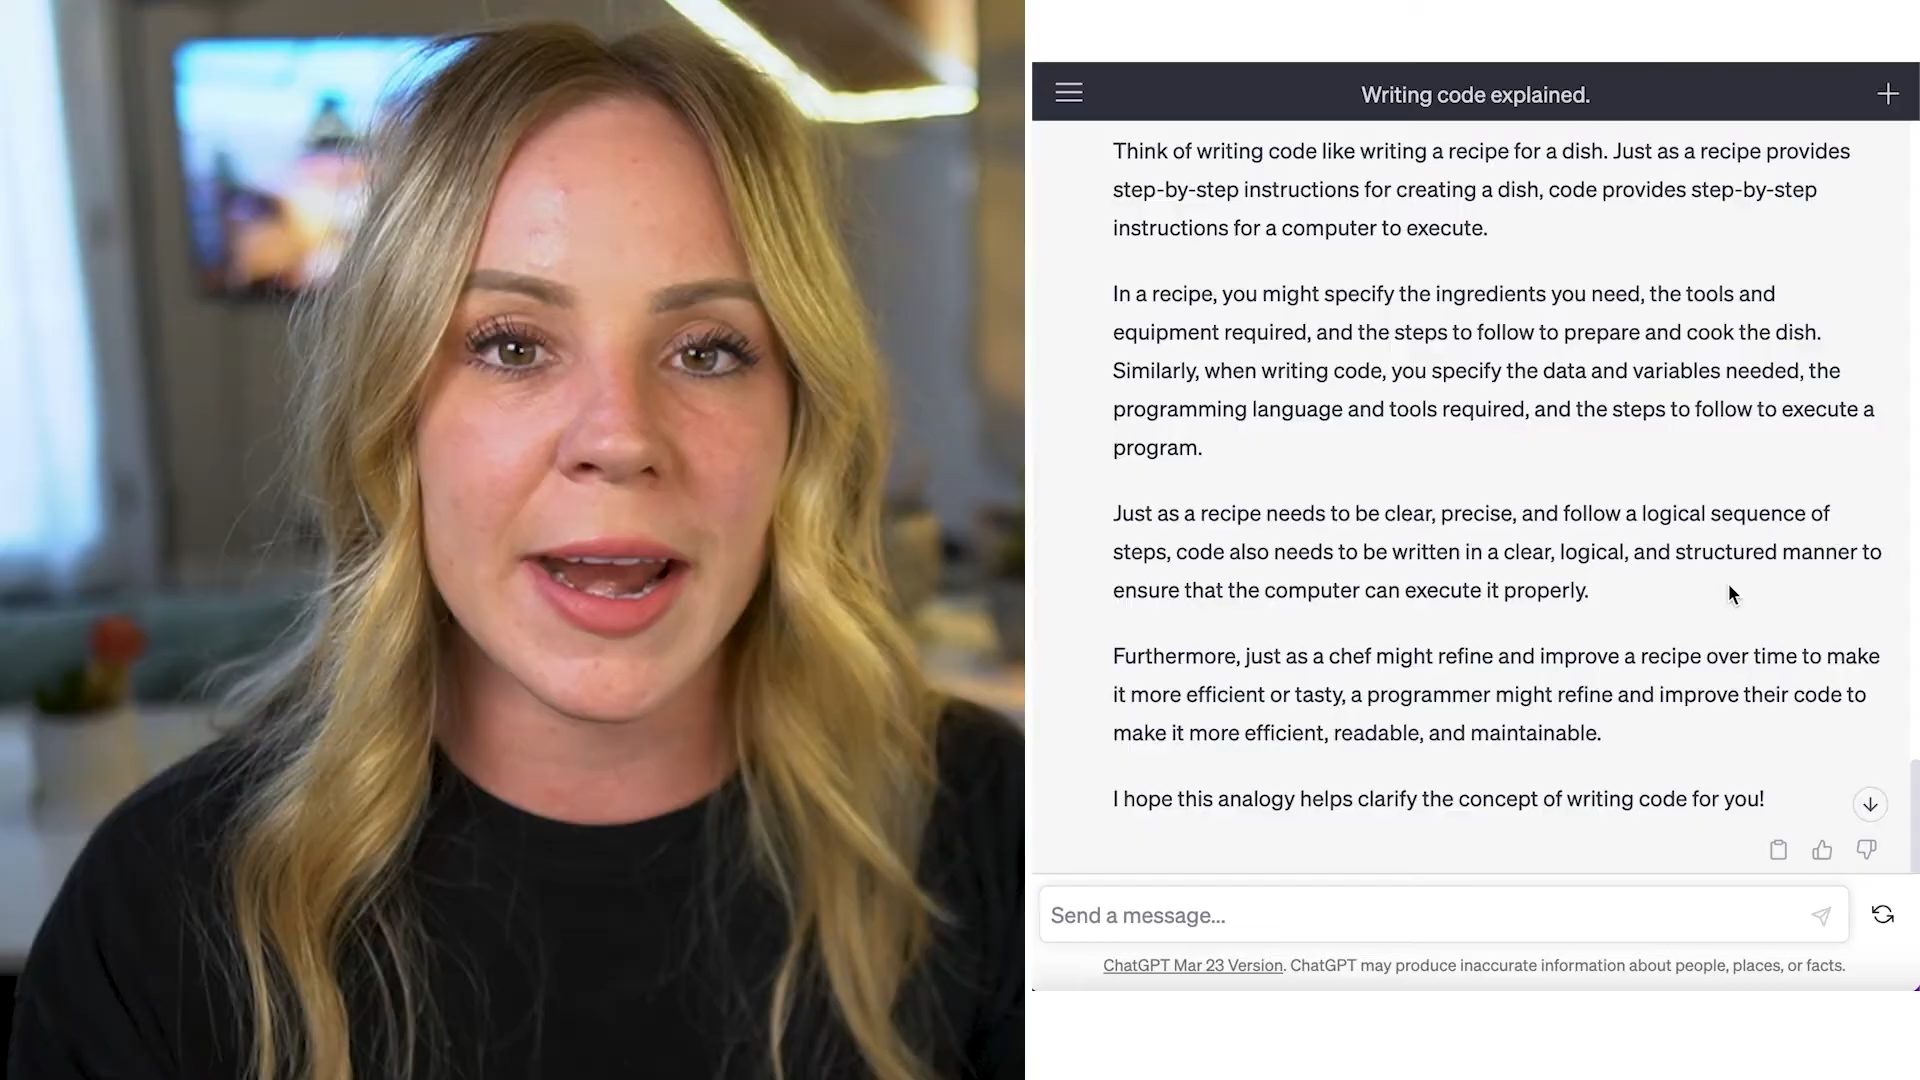 Writing code explained.
Think of writing code like writing a recipe for a dish. Just as a recipe provides
step-by-step instructions for creating a dish, code provides step-by-step
instructions for a computer to execute.
In a recipe, you might specify the ingredients you need, the tools and
equipment required, and the steps to follow to prepare and cook the dish.
Similarly, when writing code, you specify the data and variables needed, the
programming language and tools required, and the steps to follow to execute a
program.
Just as a recipe needs to be clear, precise, and follow a logical sequence of
steps, code also needs to be written in a clear, logical, and structured manner to
ensure that the computer can execute it properly.
Furthermore, just as a chef might refine and improve a recipe over time to make
it more efficient or tasty, a programmer might refine and improve their code to
make it more efficient, readable, and maintainable.
I hope this analogy helps clarify the concept of writing code for you!
Send a message...
ChatGPT Mar 23 Version. ChatGPT may produce inaccurate information about people, places, or facts.